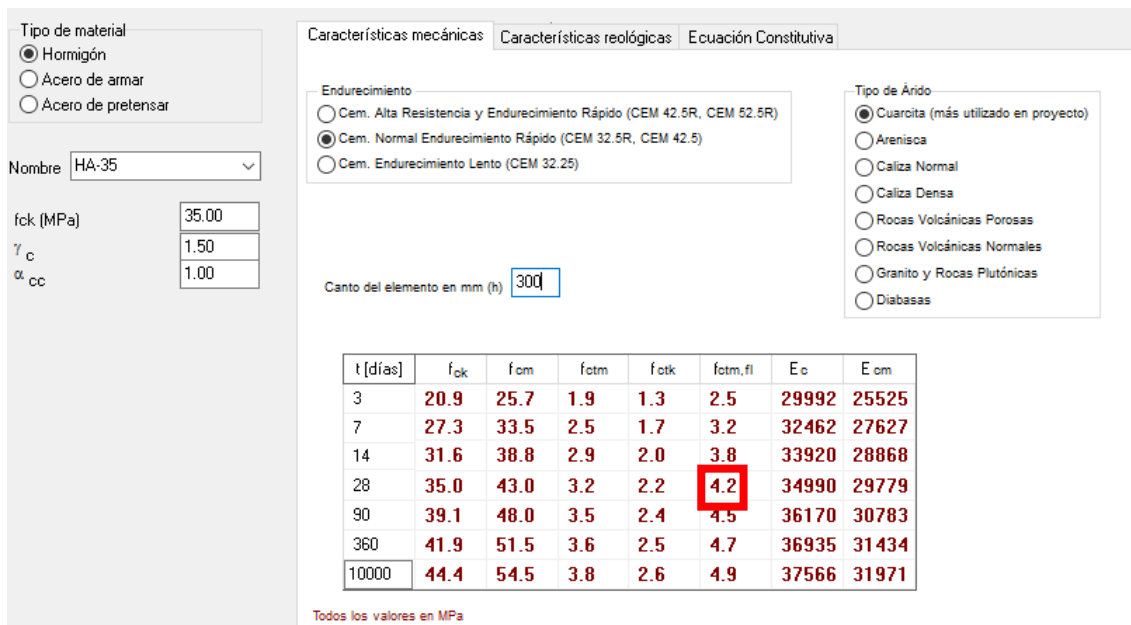 Tipo de material
Hormigón
Acero de armar
Acero de pretensar
Nombre HA-35
fck (MPa) 35.00
γ c 1.50
α cc 1.00
Características mecánicas Características reológicas Ecuación Constitutiva
Endurecimiento
Cem. Alta Resistencia y Endurecimiento Rápido (CEM 42.5R, CEM 52.5R)
Cem. Normal Endurecimiento Rápido (CEM 32.5R, CEM 42.5)
Cem. Endurecimiento Lento (CEM 32.25)
Tipo de Árido
Cuarcita (más utilizado en proyecto)
Arenisca
Caliza Normal
Caliza Densa
Rocas Volcánicas Porosas
Rocas Volcánicas Normales
Granito y Rocas Plutónicas
Diabasas
Canto del elemento en mm (h) 300
t [días] fck fcm fctm fctk fctm,fl Ec Ecm
3 20.9 25.7 1.9 1.3 2.5 29992 25525
7 27.3 33.5 2.5 1.7 3.2 32462 27627
14 31.6 38.8 2.9 2.0 3.8 33920 28868
28 35.0 43.0 3.2 2.2 4.2 34990 29779
90 39.1 48.0 3.5 2.4 4.5 36170 30783
360 41.9 51.5 3.6 2.5 4.7 36935 31434
10000 44.4 54.5 3.8 2.6 4.9 37566 31971
Todos los valores en MPa